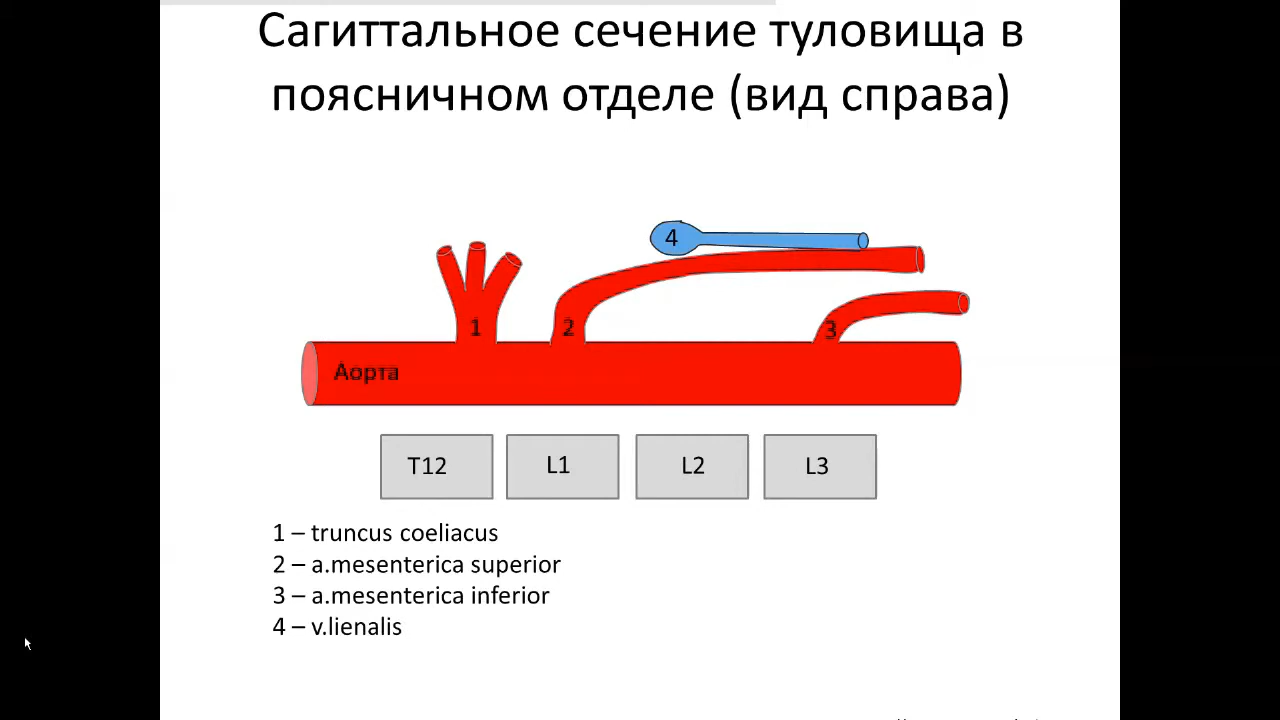 Сагиттальное сечение туловища в
поясничном отделе (вид справа)
4
1
2
3
Аорта
T12
L1
L2
L3
1 – truncus coeliacus
2 – a.mesenterica superior
3 – a.mesenterica inferior
4 – v.lienalis